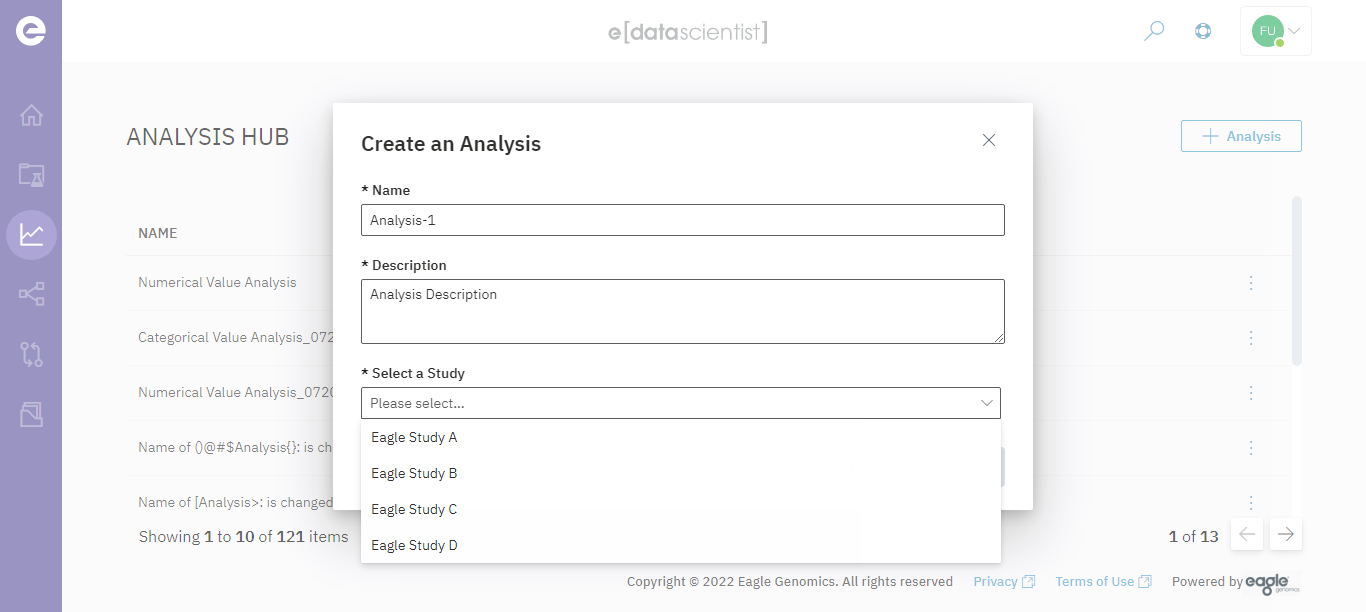 e[datascientist]
FU
ANALYSIS HUB
Analysis
Create an Analysis
* Name
Analysis-1
* Description
Analysis Description
* Select a Study
Please select...
Eagle Study A
Eagle Study B
Eagle Study C
Eagle Study D
NAME
Numerical Value Analysis
Categorical Value Analysis_072
Numerical Value Analysis_0720
Name of ()@#$Analysis{}: is ch
Name of [Analysis>: is changed
Showing 1 to 10 of 121 items
1 of 13
Copyright © 2022 Eagle Genomics. All rights reserved
Privacy
Terms of Use
Powered by eagle genomics